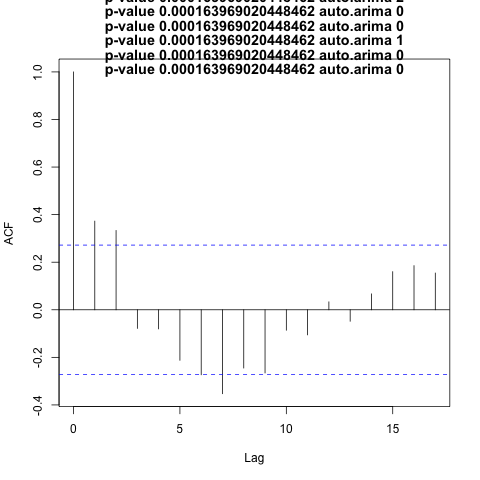 p-value 0.000163969020448462 auto.arima 0
p-value 0.000163969020448462 auto.arima 0
p-value 0.000163969020448462 auto.arima 1
p-value 0.000163969020448462 auto.arima 0
p-value 0.000163969020448462 auto.arima 0
1.0
0.8
0.6
0.4
0.2
0.0
-0.2
-0.4
ACF
0 5 10 15
Lag